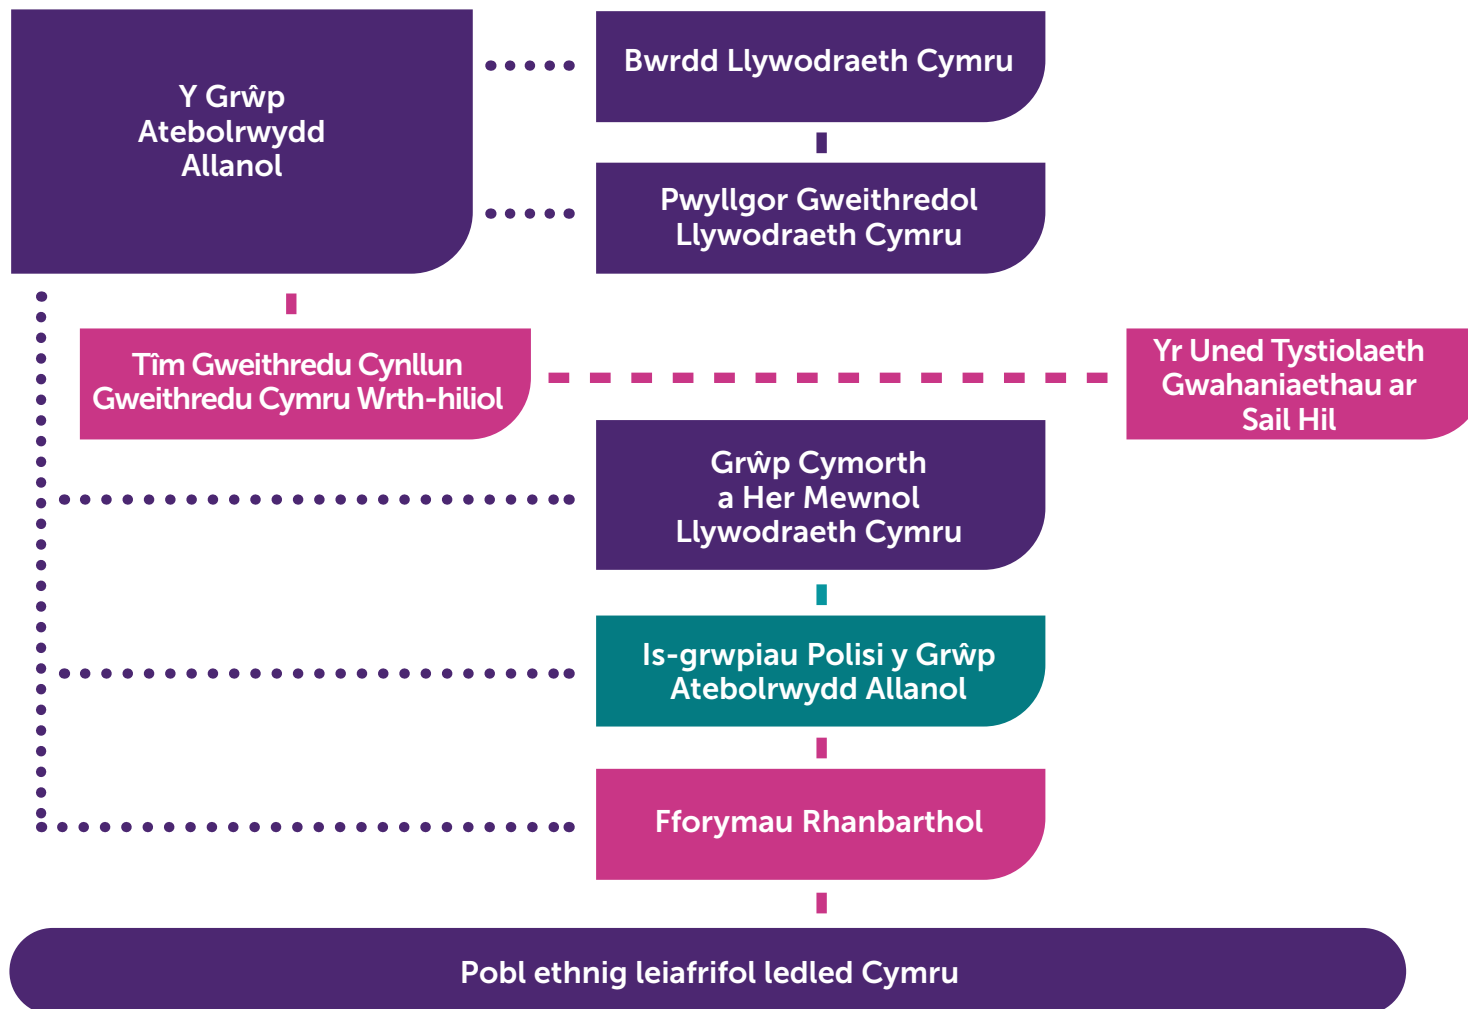 Y Grŵp
Atebolrwydd
Allanol
Bwrdd Llywodraeth Cymru
Pwyllgor Gweithredol
Llywodraeth Cymru
Tîm Gweithredu Cynllun
Gweithredu Cymru Wrth-hiliol
Yr Uned Tystiolaeth
Gwahaniaethau ar
Sail Hil
Grŵp Cymorth
a Her Mewnol
Llywodraeth Cymru
Is-grwpiau Polisi y Grŵp
Atebolrwydd Allanol
Fforymau Rhanbarthol
Pobl ethnig leiafrifol ledled Cymru